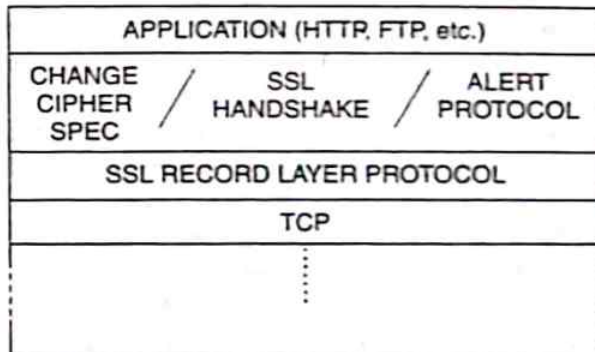 APPLICATION (HTTP, FTP, etc.)
CHANGE CIPHER SPEC / SSL HANDSHAKE / ALERT PROTOCOL
SSL RECORD LAYER PROTOCOL
TCP